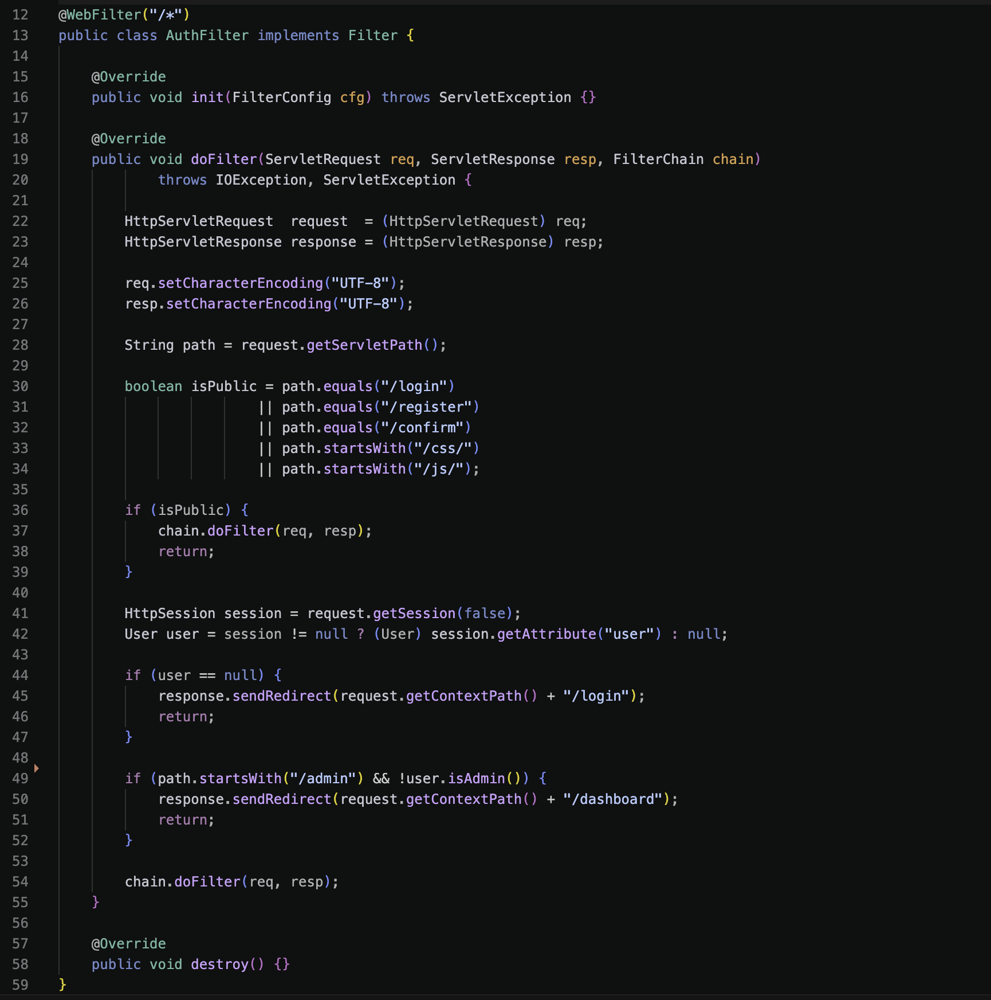 12 @WebFilter("/*")
13 public class AuthFilter implements Filter {
14
15     @Override
16     public void init(FilterConfig cfg) throws ServletException {}
17
18     @Override
19     public void doFilter(ServletRequest req, ServletResponse resp, FilterChain chain)
20             throws IOException, ServletException {
21
22         HttpServletRequest  request  = (HttpServletRequest) req;
23         HttpServletResponse response = (HttpServletResponse) resp;
24
25         req.setCharacterEncoding("UTF-8");
26         resp.setCharacterEncoding("UTF-8");
27
28         String path = request.getServletPath();
29
30         boolean isPublic = path.equals("/login")
31                         || path.equals("/register")
32                         || path.equals("/confirm")
33                         || path.startsWith("/css/")
34                         || path.startsWith("/js/");
35
36         if (isPublic) {
37             chain.doFilter(req, resp);
38             return;
39         }
40
41         HttpSession session = request.getSession(false);
42         User user = session != null ? (User) session.getAttribute("user") : null;
43
44         if (user == null) {
45             response.sendRedirect(request.getContextPath() + "/login");
46             return;
47         }
48
49         if (path.startsWith("/admin") && !user.isAdmin()) {
50             response.sendRedirect(request.getContextPath() + "/dashboard");
51             return;
52         }
53
54         chain.doFilter(req, resp);
55     }
56
57     @Override
58     public void destroy() {}
59 }